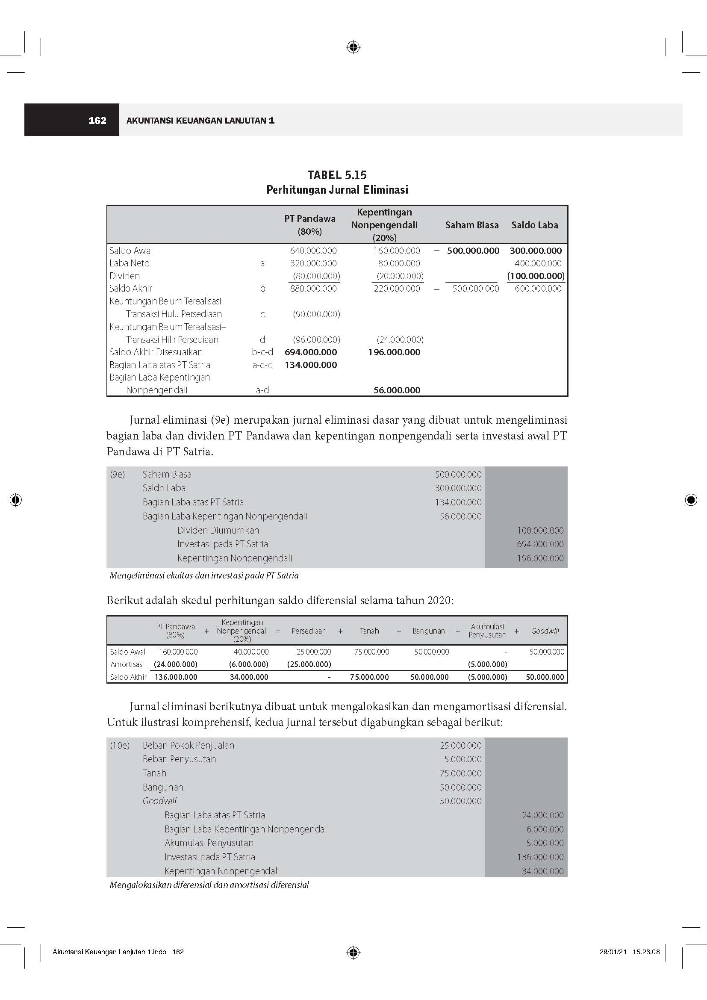 162 AKUNTANSI KEUANGAN LANJUTAN 1
TABEL 5.15
Perhitungan Jurnal Eliminasi
PT Pandawa (80%) Kepentingan Nonpengendali (20%) Saham Biasa Saldo Laba
Saldo Awal 640.000.000 160.000.000 = 500.000.000 300.000.000
Laba Neto a 320.000.000 80.000.000 400.000.000
Dividen (80.000.000) (20.000.000) (100.000.000)
Saldo Akhir b 880.000.000 220.000.000 = 500.000.000 600.000.000
Keuntungan Belum Terealisasi–
Transaksi Hulu Persediaan c (90.000.000)
Keuntungan Belum Terealisasi–
Transaksi Hilir Persediaan d (96.000.000) (24.000.000)
Saldo Akhir Disesuaikan b-c-d 694.000.000 196.000.000
Bagian Laba atas PT Satria a-c-d 134.000.000
Bagian Laba Kepentingan
Nonpengendali a-d 56.000.000
Jurnal eliminasi (9e) merupakan jurnal eliminasi dasar yang dibuat untuk mengeliminasi
bagian laba dan dividen PT Pandawa dan kepentingan nonpengendali serta investasi awal PT
Pandawa di PT Satria.
(9e) Saham Biasa 500.000.000
Saldo Laba 300.000.000
Bagian Laba atas PT Satria 134.000.000
Bagian Laba Kepentingan Nonpengendali 56.000.000
Dividen Diumumkan 100.000.000
Investasi pada PT Satria 694.000.000
Kepentingan Nonpengendali 196.000.000
Mengeliminasi ekuitas dan investasi pada PT Satria
Berikut adalah skedul perhitungan saldo diferensial selama tahun 2020:
PT Pandawa (80%) + Kepentingan Nonpengendali (20%) = Persediaan + Tanah + Bangunan + Akumulasi Penyusutan + Goodwill
Saldo Awal 160.000.000 40.000.000 25.000.000 75.000.000 50.000.000 - 50.000.000
Amortisasi (24.000.000) (6.000.000) (25.000.000) (5.000.000)
Saldo Akhir 136.000.000 34.000.000 - 75.000.000 50.000.000 (5.000.000) 50.000.000
Jurnal eliminasi berikutnya dibuat untuk mengalokasikan dan mengamortisasi diferensial.
Untuk ilustrasi komprehensif, kedua jurnal tersebut digabungkan sebagai berikut:
(10e) Beban Pokok Penjualan 25.000.000
Beban Penyusutan 5.000.000
Tanah 75.000.000
Bangunan 50.000.000
Goodwill 50.000.000
Bagian Laba atas PT Satria 24.000.000
Bagian Laba Kepentingan Nonpengendali 6.000.000
Akumulasi Penyusutan 5.000.000
Investasi pada PT Satria 136.000.000
Kepentingan Nonpengendali 34.000.000
Mengalokasikan diferensial dan amortisasi diferensial
Akuntansi Keuangan Lanjutan 1.indb 162 29/01/21 15:23:08